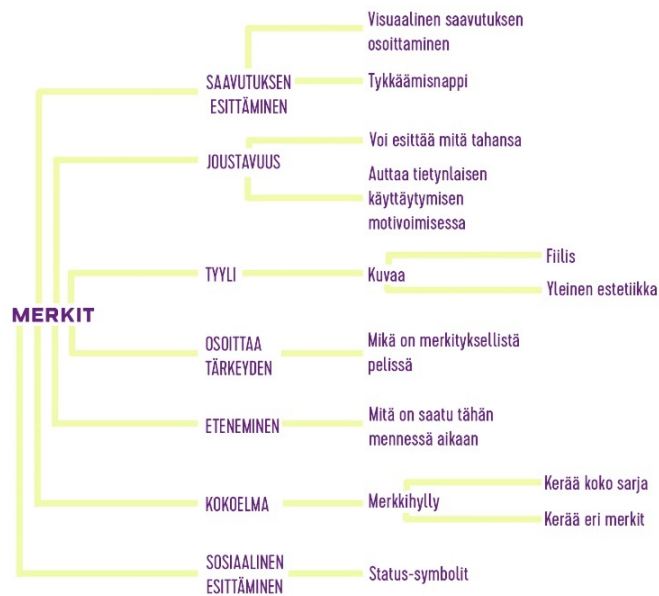 MERKIT
SAAVUTUKSEN
ESITTÄMINEN
Visuaalinen saavutuksen
osoittaminen
Tykkäämisnappi
JOUSTAVUUS
Voi esittää mitä tahansa
Auttaa tietynlaisen
käyttäytymisen
motivoimisessa
TYYLI
Kuvaa
Fiilis
Yleinen estetiikka
OSOITTAA
TÄRKEYDEN
Mikä on merkityksellistä
pelissä
ETENEMINEN
Mitä on saatu tähän
mennessä aikaan
KOKOELMA
Merkkihylly
Kerää koko sarja
Kerää eri merkit
SOSIAALINEN
ESITTÄMINEN
Status-symbolit